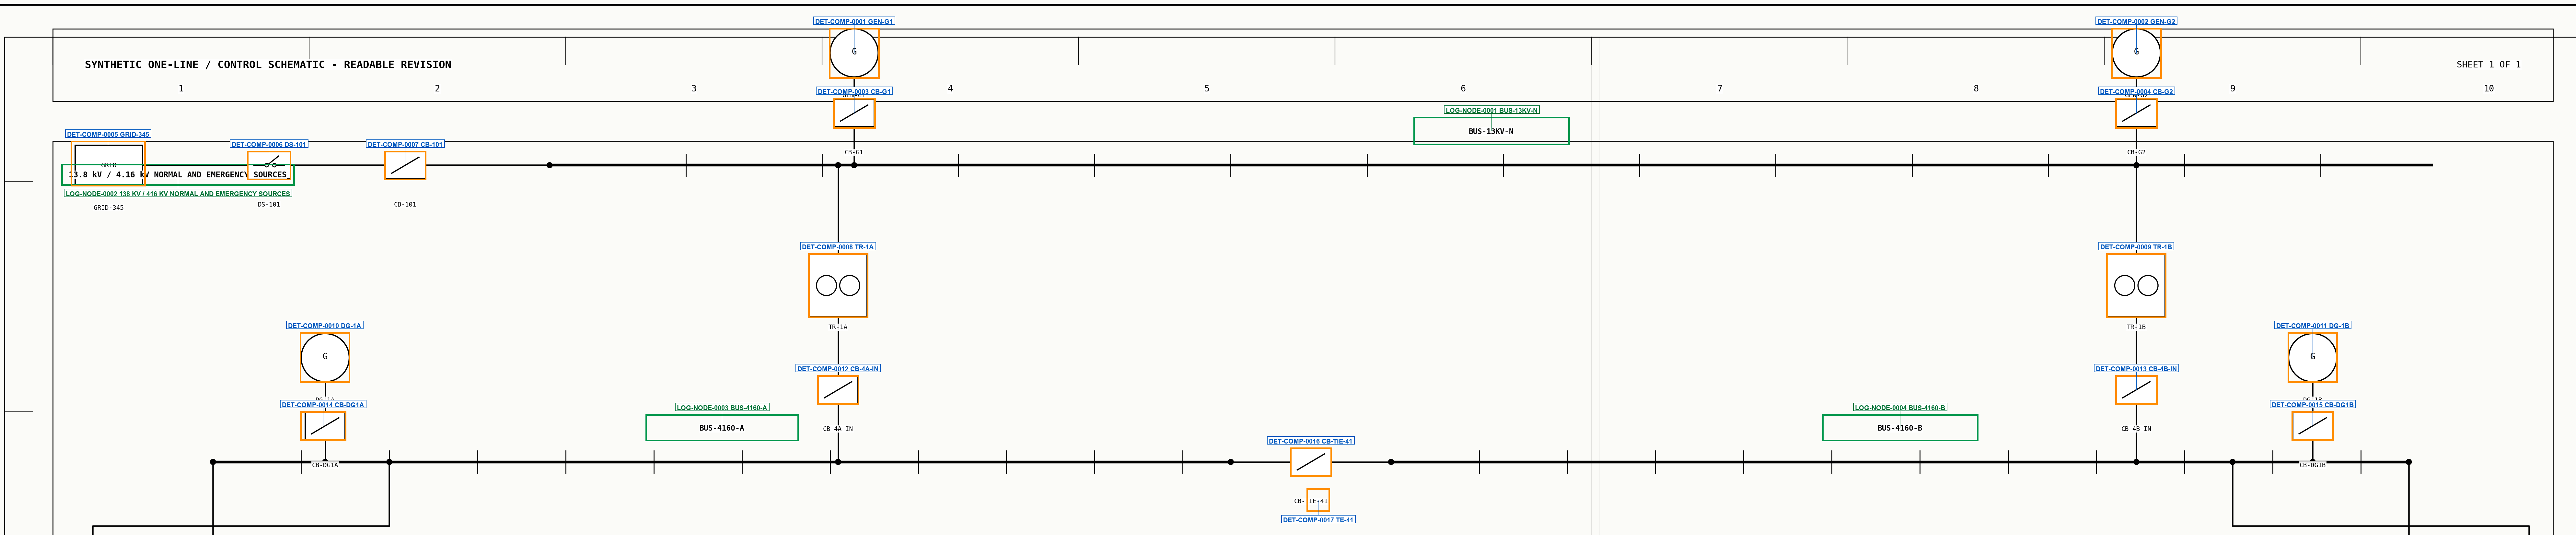 DET-COMP-0001 GEN-G1
DET-COMP-0002 GEN-G2
G
G
SYNTHETIC ONE-LINE / CONTROL SCHEMATIC - READABLE REVISION
SHEET 1 OF 1
1
2
3
4
5
6
7
8
9
10
DET-COMP-0003 CB-G1
DET-COMP-0004 CB-G2
LOG-NODE-0001 BUS-13KV-N
BUS-13KV-N
DET-COMP-0005 GRID-345
DET-COMP-0006 DS-101
DET-COMP-0007 CB-101
CB-G1
CB-G2
GRID
13.8 kV / 4.16 kV NORMAL AND EMERGENCY SOURCES
LOG-NODE-0002 138 KV / 416 KV NORMAL AND EMERGENCY SOURCES
GRID-345
DS-101
CB-101
DET-COMP-0008 TR-1A
DET-COMP-0009 TR-1B
TR-1A
TR-1B
DET-COMP-0010 DG-1A
DET-COMP-0011 DG-1B
G
G
DET-COMP-0012 CB-4A-IN
DET-COMP-0013 CB-4B-IN
DET-COMP-0014 CB-DG1A
DET-COMP-0015 CB-DG1B
LOG-NODE-0003 BUS-4160-A
LOG-NODE-0004 BUS-4160-B
BUS-4160-A
CB-4A-IN
BUS-4160-B
CB-4B-IN
DET-COMP-0016 CB-TIE-41
CB-DG1A
CB-DG1B
CB-TIE-41
DET-COMP-0017 TE-41